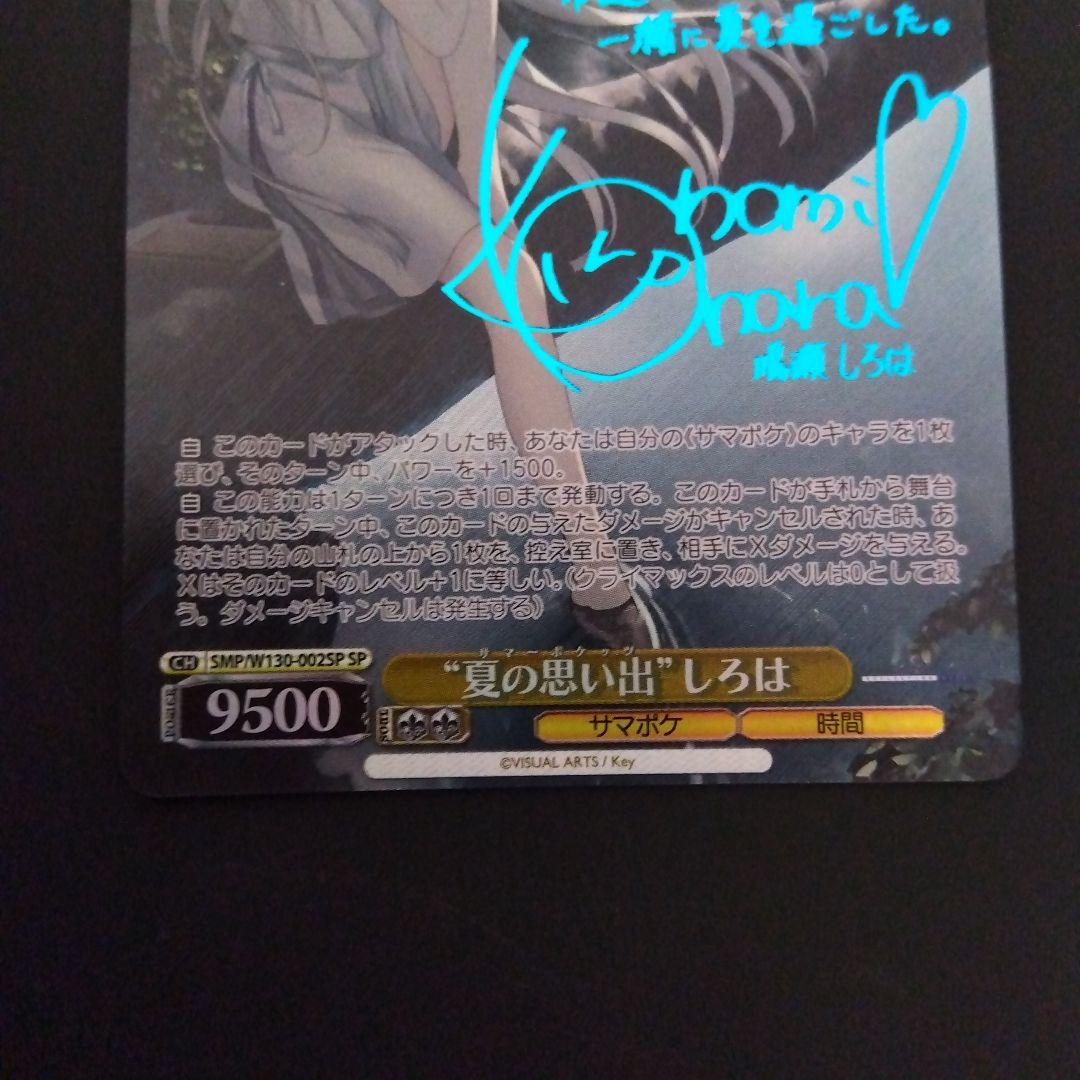 一緒に夏を過ごした。
Konomi
Kohara
鳴瀬しろは
自 このカードがアタックした時、あなたは自分の《サマポケ》のキャラを1枚
選び、そのターン中、パワーを+1500。
自 この能力は1ターンにつき1回まで発動する。このカードが手札から舞台
に置かれたターン中、このカードの与えたダメージがキャンセルされた時、あ
なたは自分の山札の上から1枚を、控え室に置き、相手にXダメージを与える。
Xはそのカードのレベル+1に等しい。(クライマックスのレベルは0として扱
う。ダメージキャンセルは発生する)
CH SMP/W130-002SP SP
サマーポケッツ
“夏の思い出”しろは
POWER 9500 SOUL サマポケ 時間
©VISUAL ARTS / Key